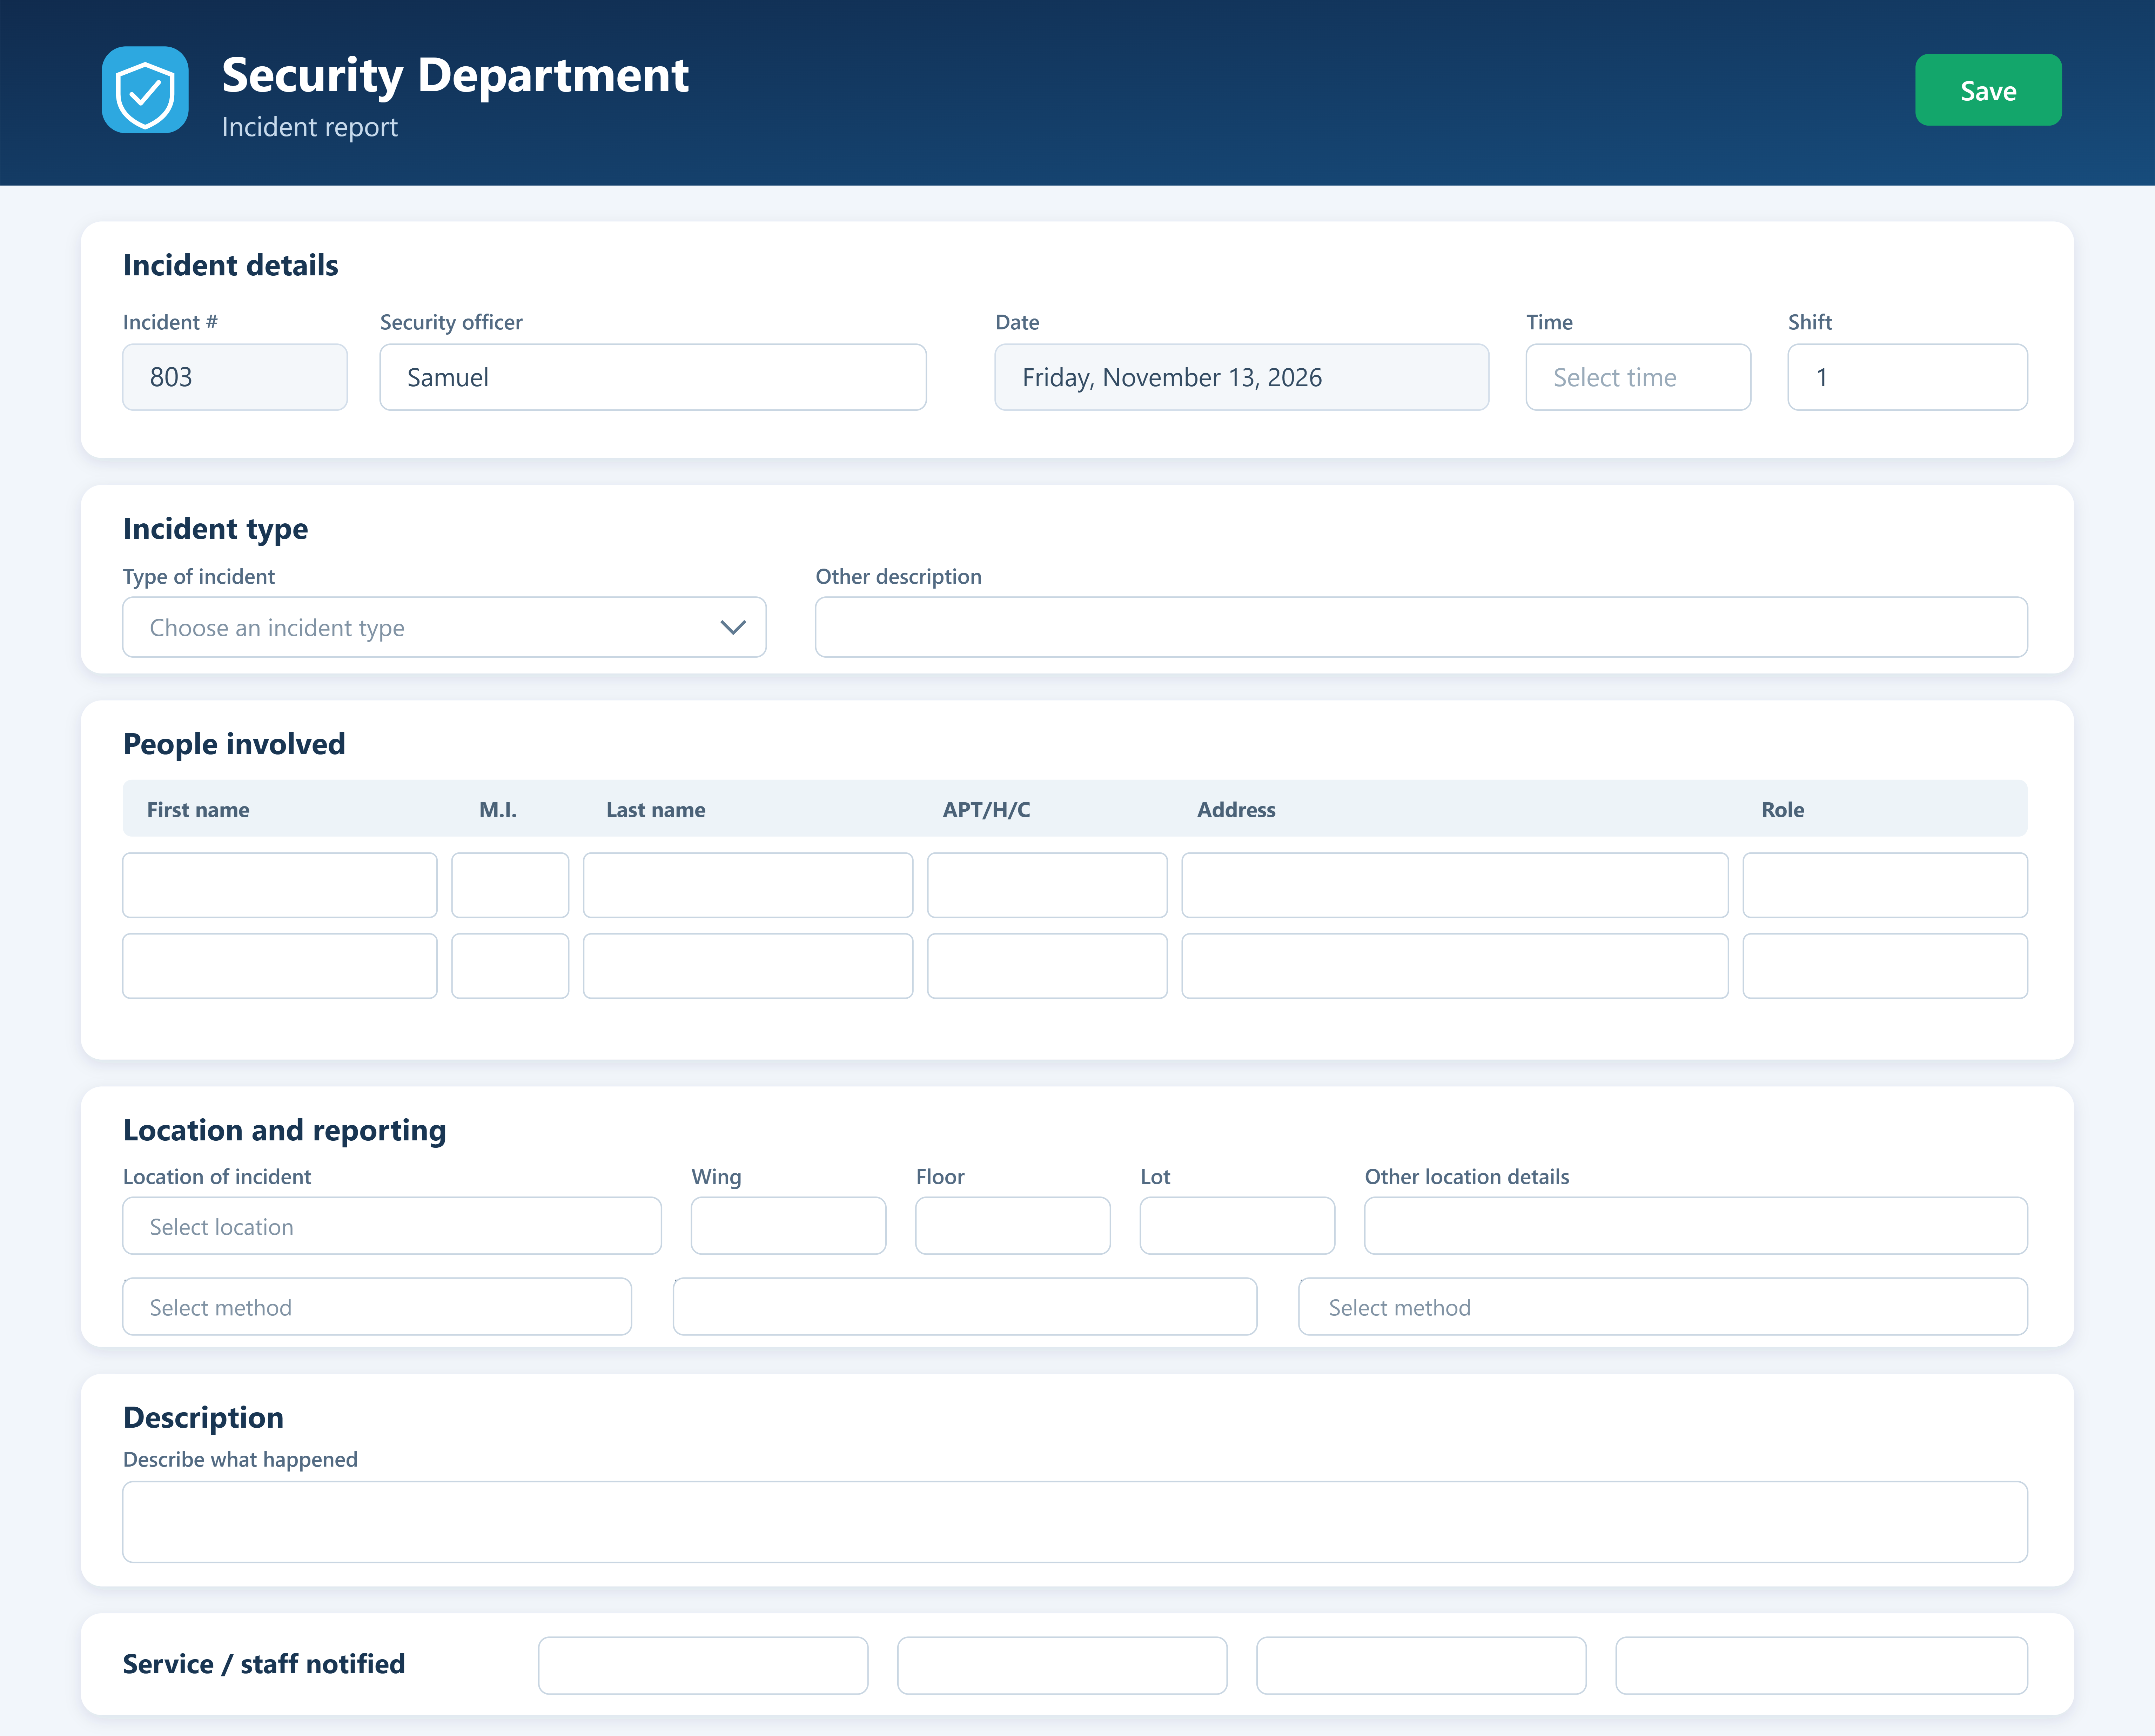 Security Department
Incident report
Save
Incident details
Incident # Security officer Date Time Shift
803 Samuel Friday, November 13, 2026 Select time 1
Incident type
Type of incident Other description
Choose an incident type
People involved
First name M.I. Last name APT/H/C Address Role
Location and reporting
Location of incident Wing Floor Lot Other location details
Select location
Select method Select method
Description
Describe what happened
Service / staff notified